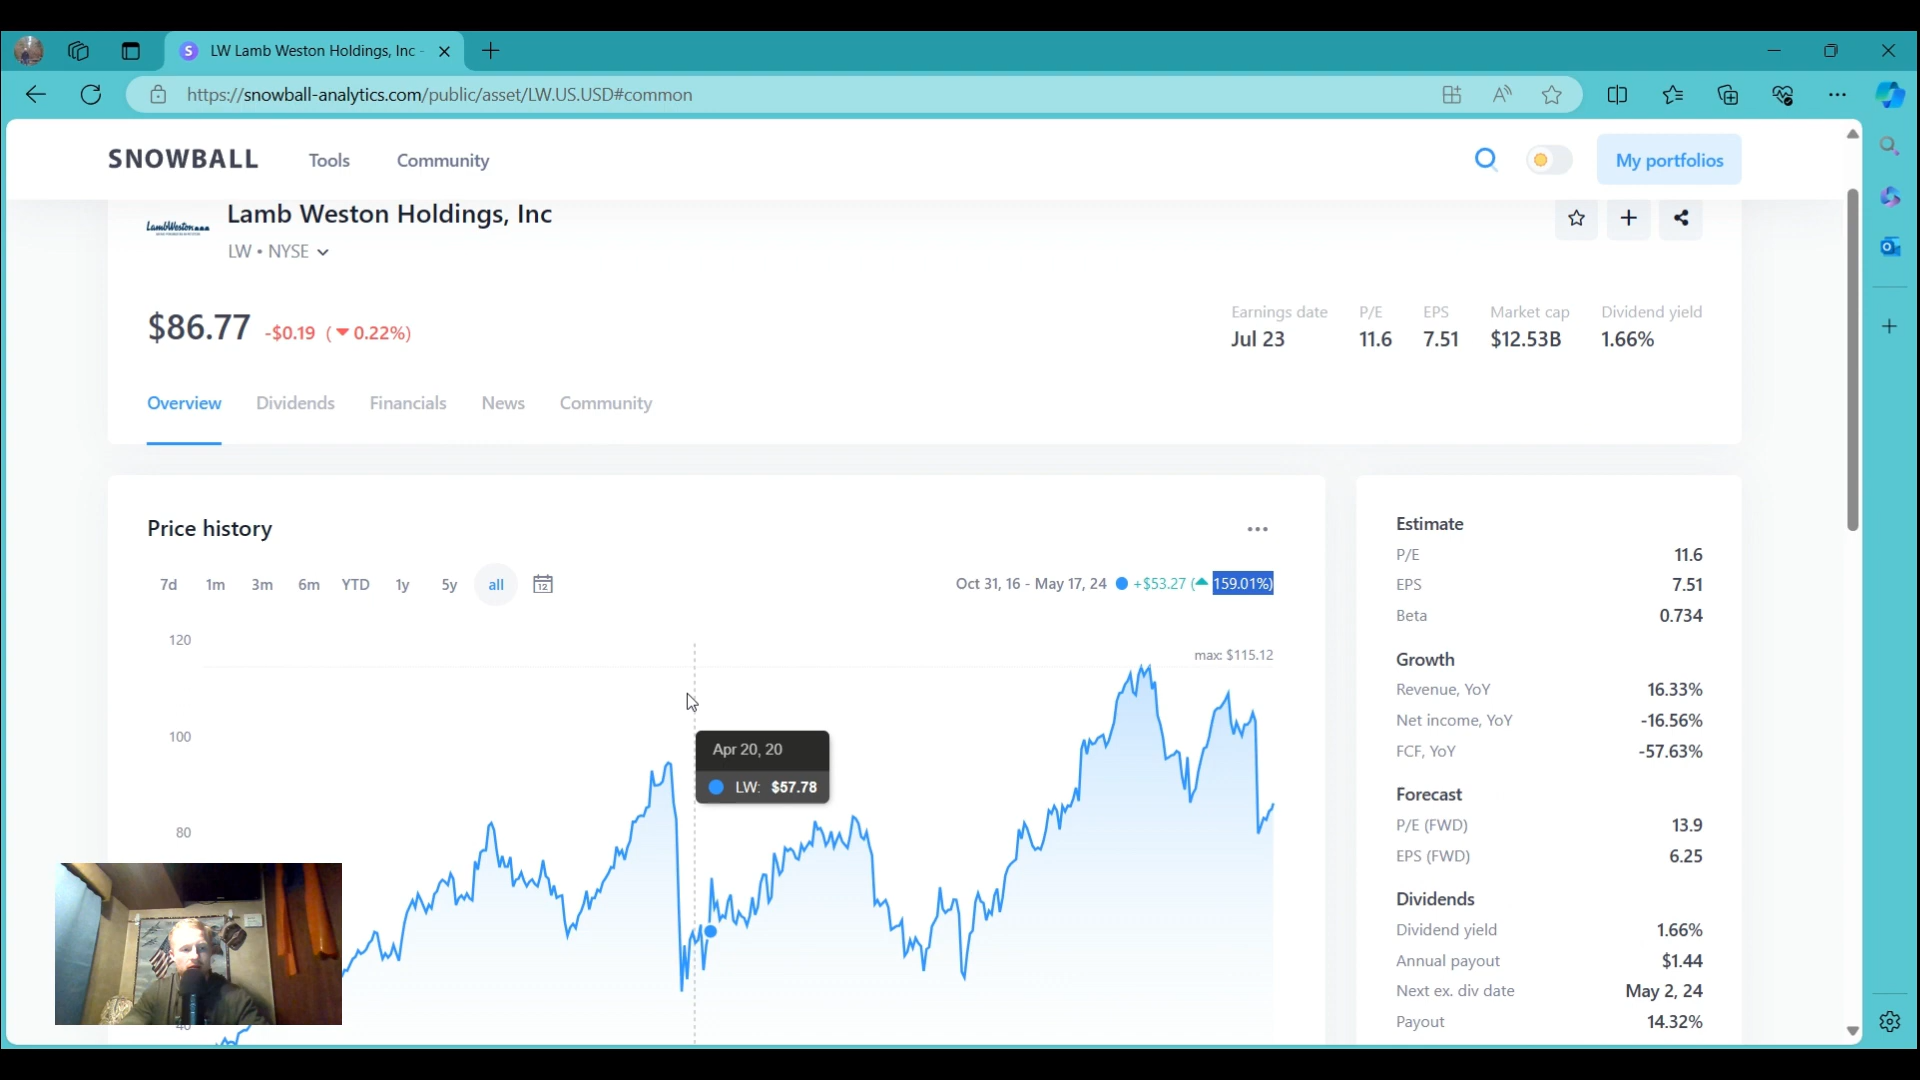 LW Lamb Weston Holdings, Inc -
https://snowball-analytics.com/public/asset/LW.US.USD#common
SNOWBALL
Tools
Community
My portfolios
LambWeston
Lamb Weston Holdings, Inc
LW • NYSE
$86.77 -$0.19 (▼0.22%)
Earnings date P/E EPS Market cap Dividend yield
Jul 23 11.6 7.51 $12.53B 1.66%
Overview Dividends Financials News Community
Price history
7d 1m 3m 6m YTD 1y 5y all 12
Oct 31, 16 - May 17, 24 +$53.27 (▲159.01%)
120
max: $115.12
100
Apr 20, 20
LW: $57.78
80
40
Estimate
P/E 11.6
EPS 7.51
Beta 0.734
Growth
Revenue, YoY 16.33%
Net income, YoY -16.56%
FCF, YoY -57.63%
Forecast
P/E (FWD) 13.9
EPS (FWD) 6.25
Dividends
Dividend yield 1.66%
Annual payout $1.44
Next ex. div date May 2, 24
Payout 14.32%